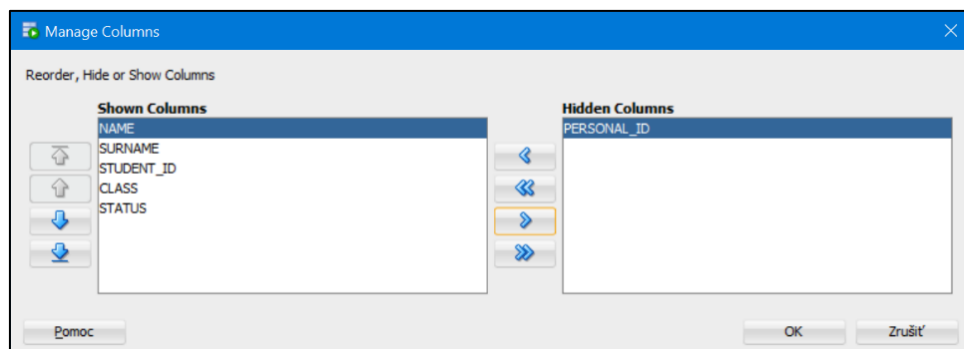 Manage Columns
Reorder, Hide or Show Columns
Shown Columns
NAME
SURNAME
STUDENT_ID
CLASS
STATUS
Hidden Columns
PERSONAL_ID
Pomoc
OK
Zrušiť